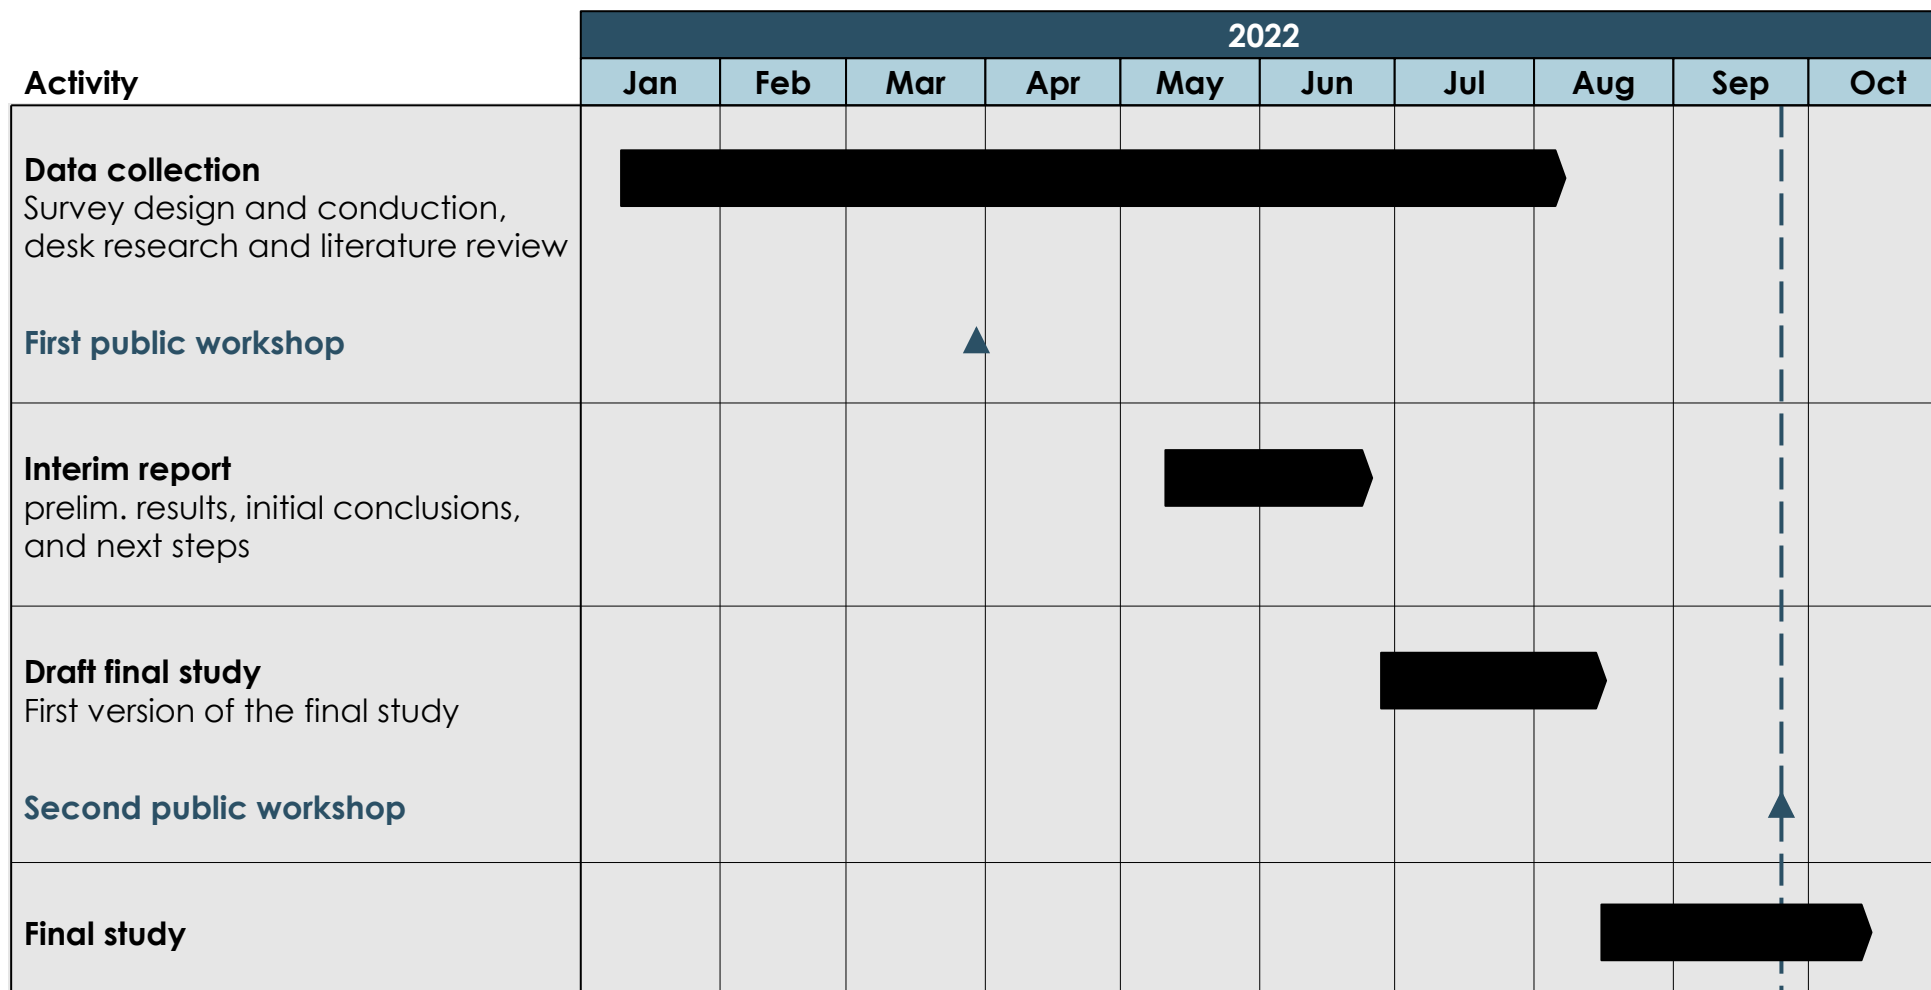 2022
Activity
Jan Feb Mar Apr May Jun Jul Aug Sep Oct
Data collection
Survey design and conduction,
desk research and literature review
First public workshop
Interim report
prelim. results, initial conclusions,
and next steps
Draft final study
First version of the final study
Second public workshop
Final study